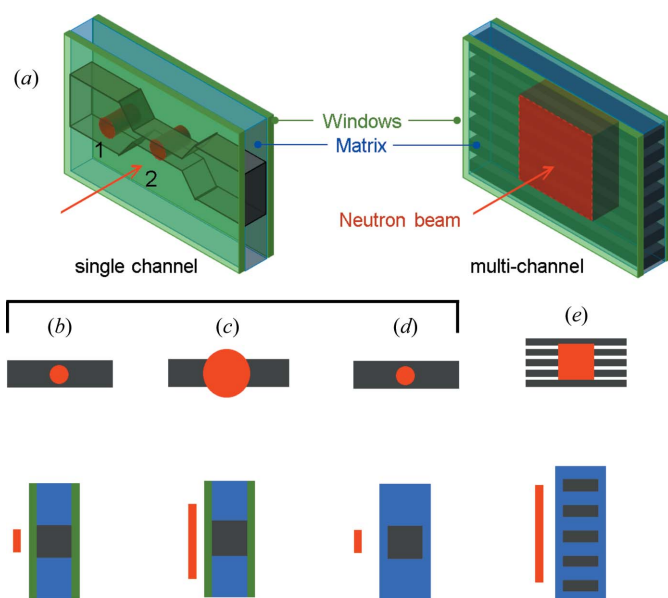 (a)
1
2
Windows
Matrix
Neutron beam
single channel
multi-channel
(b)
(c)
(d)
(e)